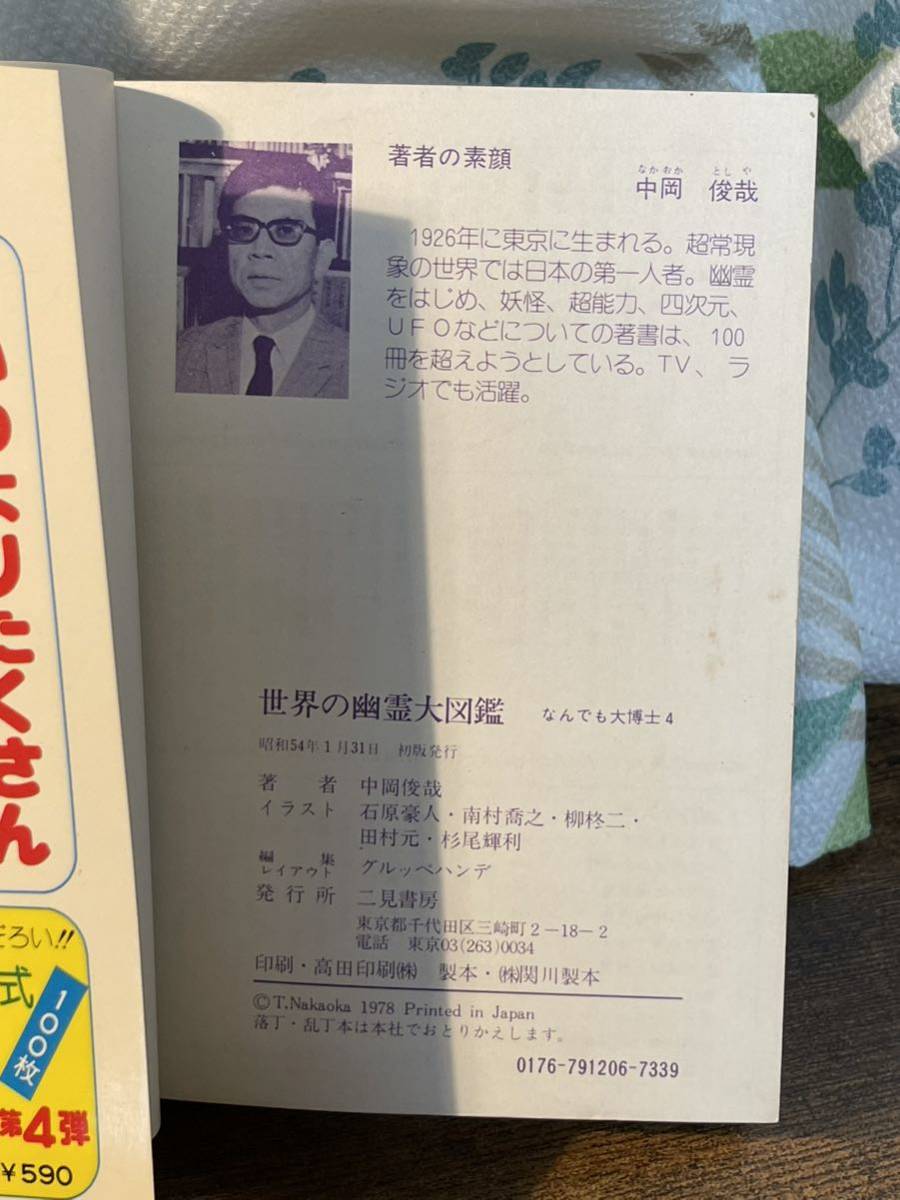 著者の素顔
なかおか としや
中岡 俊哉
1926年に東京に生まれる。超常現
象の世界では日本の第一人者。幽霊
をはじめ、妖怪、超能力、四次元、
UFOなどについての著書は、100
冊を超えようとしている。TV、ラ
ジオでも活躍。
世界の幽霊大図鑑 なんでも大博士4
昭和54年1月31日 初版発行
著者 中岡俊哉
イラスト 石原豪人・南村喬之・柳柊二・
田村元・杉尾輝利
編集
レイアウト グルッペハンデ
発行所 二見書房
東京都千代田区三崎町2-18-2
電話 東京03(263)0034
印刷・高田印刷㈱ 製本・㈱関川製本
©T.Nakaoka 1978 Printed in Japan
落丁・乱丁本は本社でおとりかえします。
0176-791206-7339
よりたくさん
ぞろい!!
式
100枚
第4弾
¥590